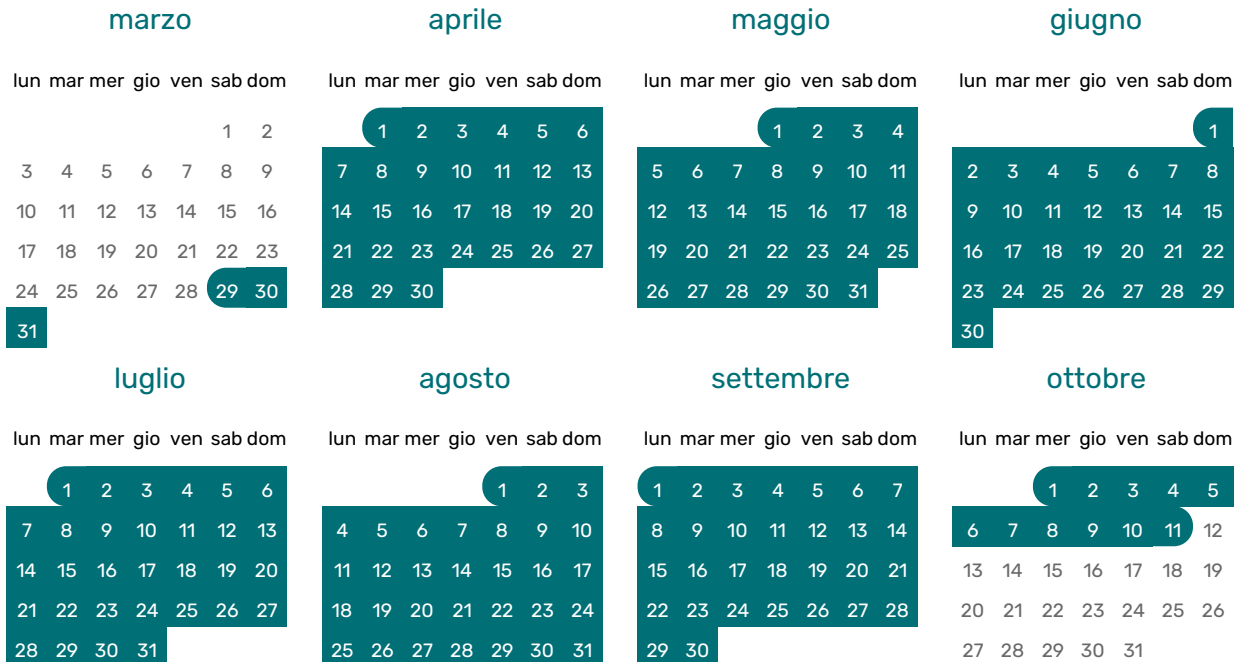 marzo
lun mar mer gio ven sab dom
1 2
3 4 5 6 7 8 9
10 11 12 13 14 15 16
17 18 19 20 21 22 23
24 25 26 27 28 29 30
31
aprile
lun mar mer gio ven sab dom
1 2 3 4 5 6
7 8 9 10 11 12 13
14 15 16 17 18 19 20
21 22 23 24 25 26 27
28 29 30
maggio
lun mar mer gio ven sab dom
1 2 3 4
5 6 7 8 9 10 11
12 13 14 15 16 17 18
19 20 21 22 23 24 25
26 27 28 29 30 31
giugno
lun mar mer gio ven sab dom
1
2 3 4 5 6 7 8
9 10 11 12 13 14 15
16 17 18 19 20 21 22
23 24 25 26 27 28 29
30
luglio
lun mar mer gio ven sab dom
1 2 3 4 5 6
7 8 9 10 11 12 13
14 15 16 17 18 19 20
21 22 23 24 25 26 27
28 29 30 31
agosto
lun mar mer gio ven sab dom
1 2 3
4 5 6 7 8 9 10
11 12 13 14 15 16 17
18 19 20 21 22 23 24
25 26 27 28 29 30 31
settembre
lun mar mer gio ven sab dom
1 2 3 4 5 6 7
8 9 10 11 12 13 14
15 16 17 18 19 20 21
22 23 24 25 26 27 28
29 30
ottobre
lun mar mer gio ven sab dom
1 2 3 4 5
6 7 8 9 10 11 12
13 14 15 16 17 18 19
20 21 22 23 24 25 26
27 28 29 30 31